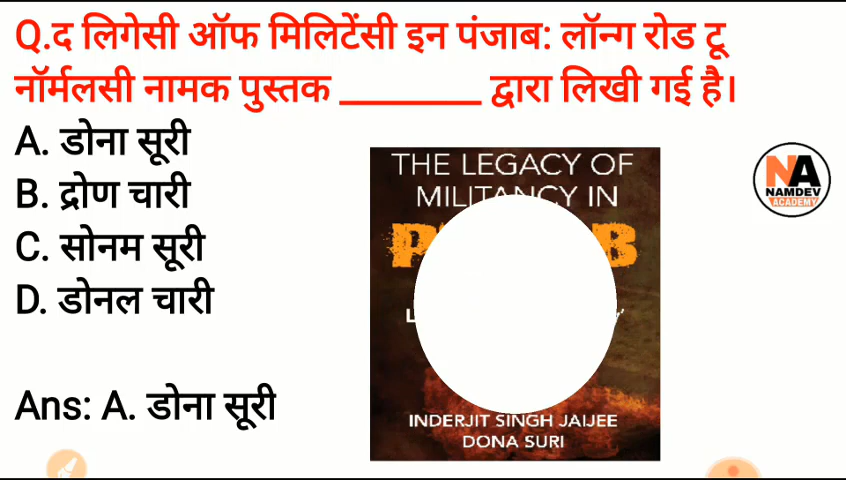 Q.द लिगेसी ऑफ मिलिटेंसी इन पंजाब: लॉन्ग रोड टू
नॉर्मलसी नामक पुस्तक ________ द्वारा लिखी गई है।
A. डोना सूरी
B. द्रोण चारी
C. सोनम सूरी
D. डोनल चारी
Ans: A. डोना सूरी
THE LEGACY OF
MILITANCY IN
INDERJIT SINGH JAIJEE
DONA SURI
NA
NAMDEV
ACADEMY